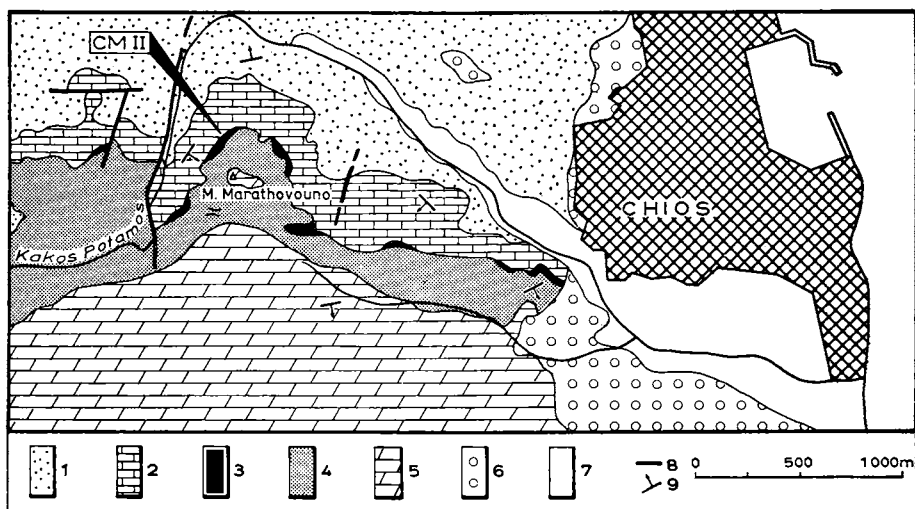 CM II
M. Marathovouno
Kakos Potamos
CHIOS
1 2 3 4 5 6 7 8 0 500 1000m
9